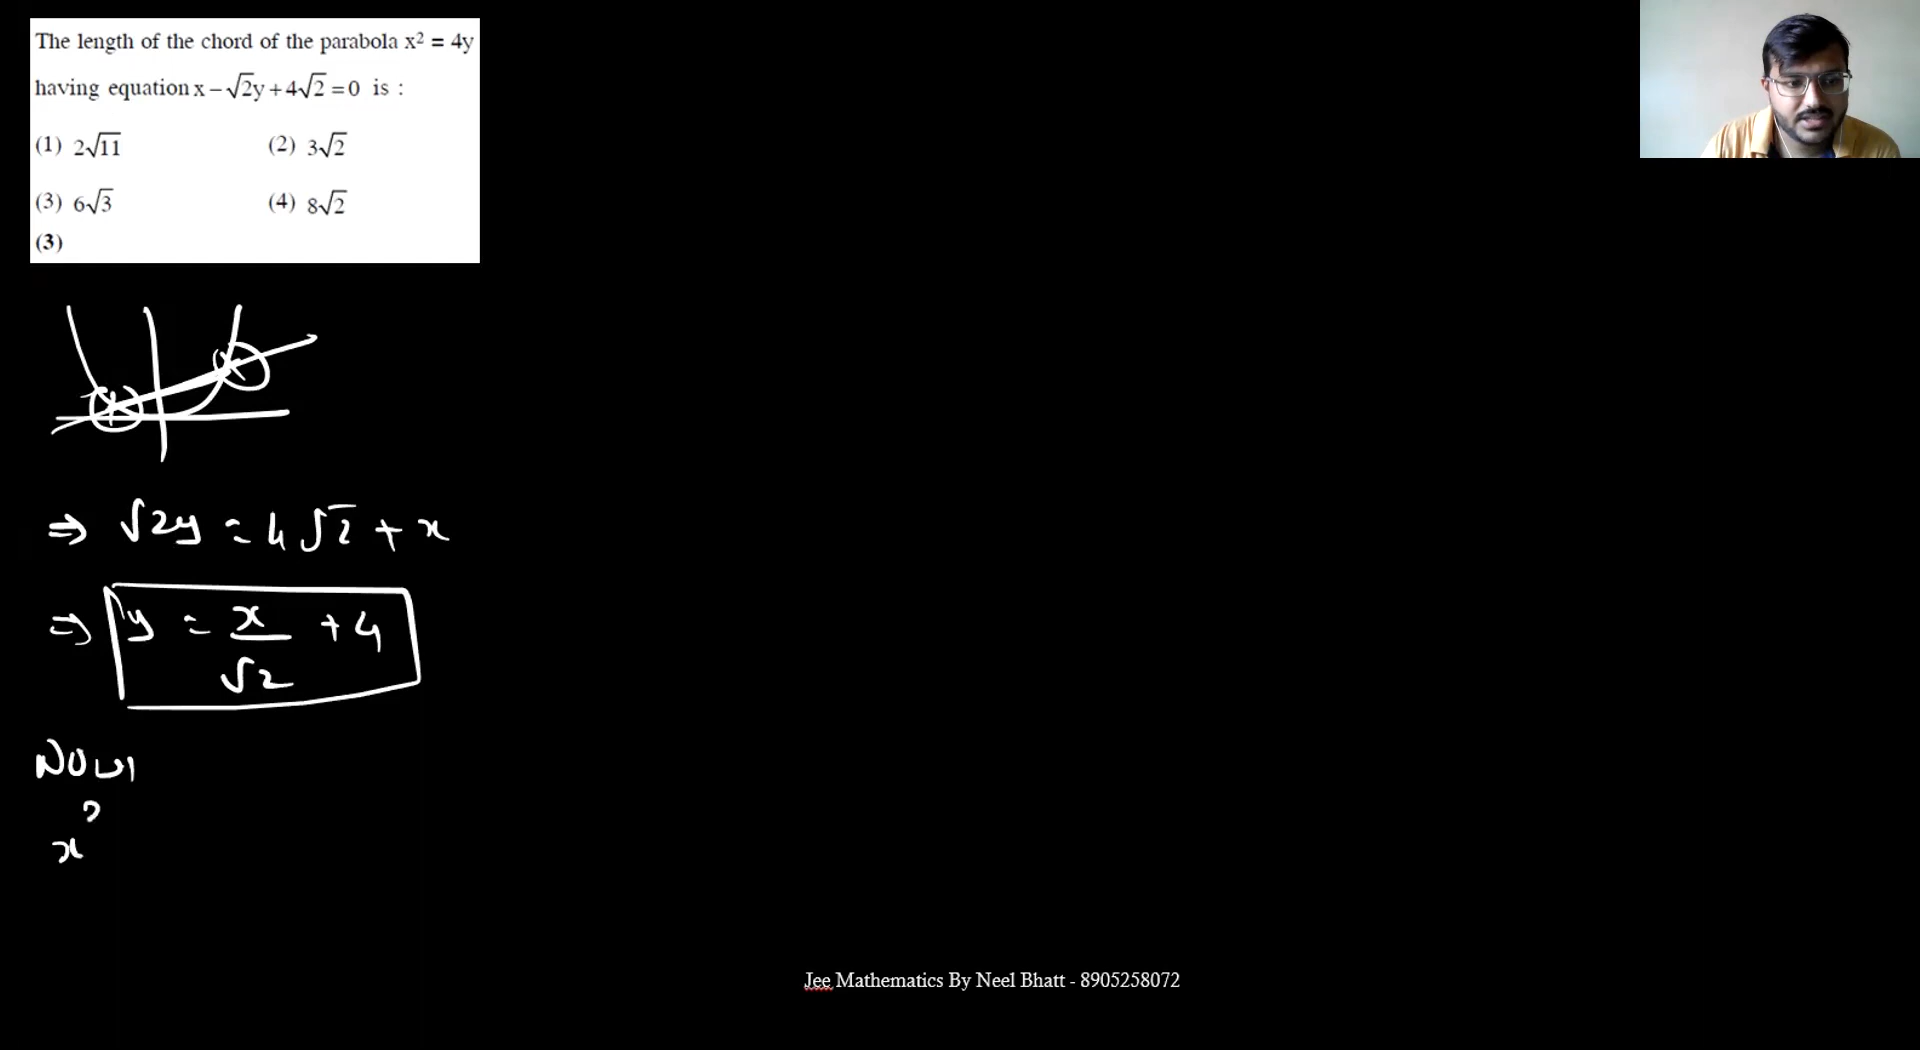 The length of the chord of the parabola x² = 4y
having equation x – √2y + 4√2 = 0 is :
(1) 2√11 (2) 3√2
(3) 6√3 (4) 8√2
(3)
⇒ √2y = 4√2 + x
⇒ y = x/√2 + 4
Now
x²
Jee Mathematics By Neel Bhatt - 8905258072